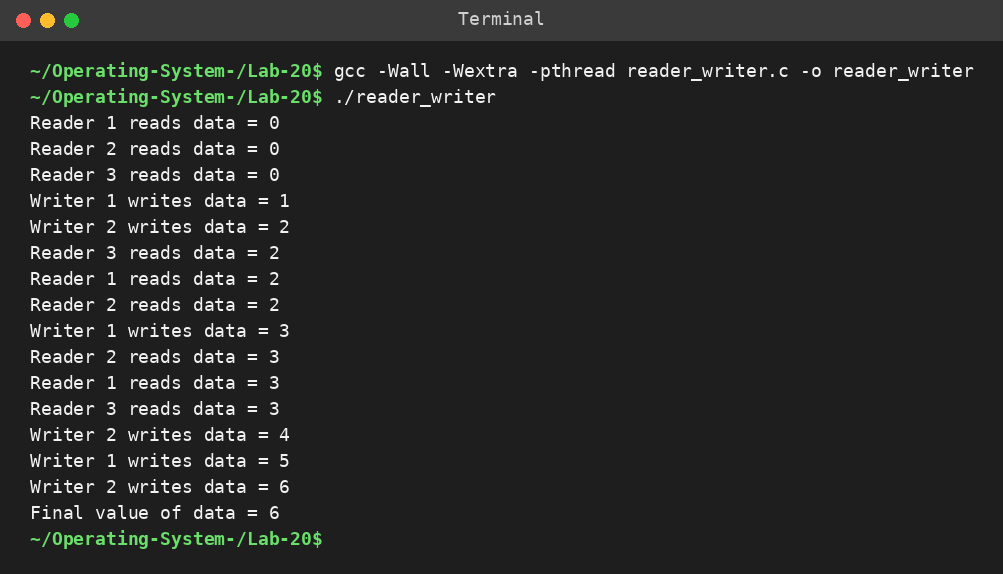 Terminal
~/Operating-System-/Lab-20$ gcc -Wall -Wextra -pthread reader_writer.c -o reader_writer
~/Operating-System-/Lab-20$ ./reader_writer
Reader 1 reads data = 0
Reader 2 reads data = 0
Reader 3 reads data = 0
Writer 1 writes data = 1
Writer 2 writes data = 2
Reader 3 reads data = 2
Reader 1 reads data = 2
Reader 2 reads data = 2
Writer 1 writes data = 3
Reader 2 reads data = 3
Reader 1 reads data = 3
Reader 3 reads data = 3
Writer 2 writes data = 4
Writer 1 writes data = 5
Writer 2 writes data = 6
Final value of data = 6
~/Operating-System-/Lab-20$